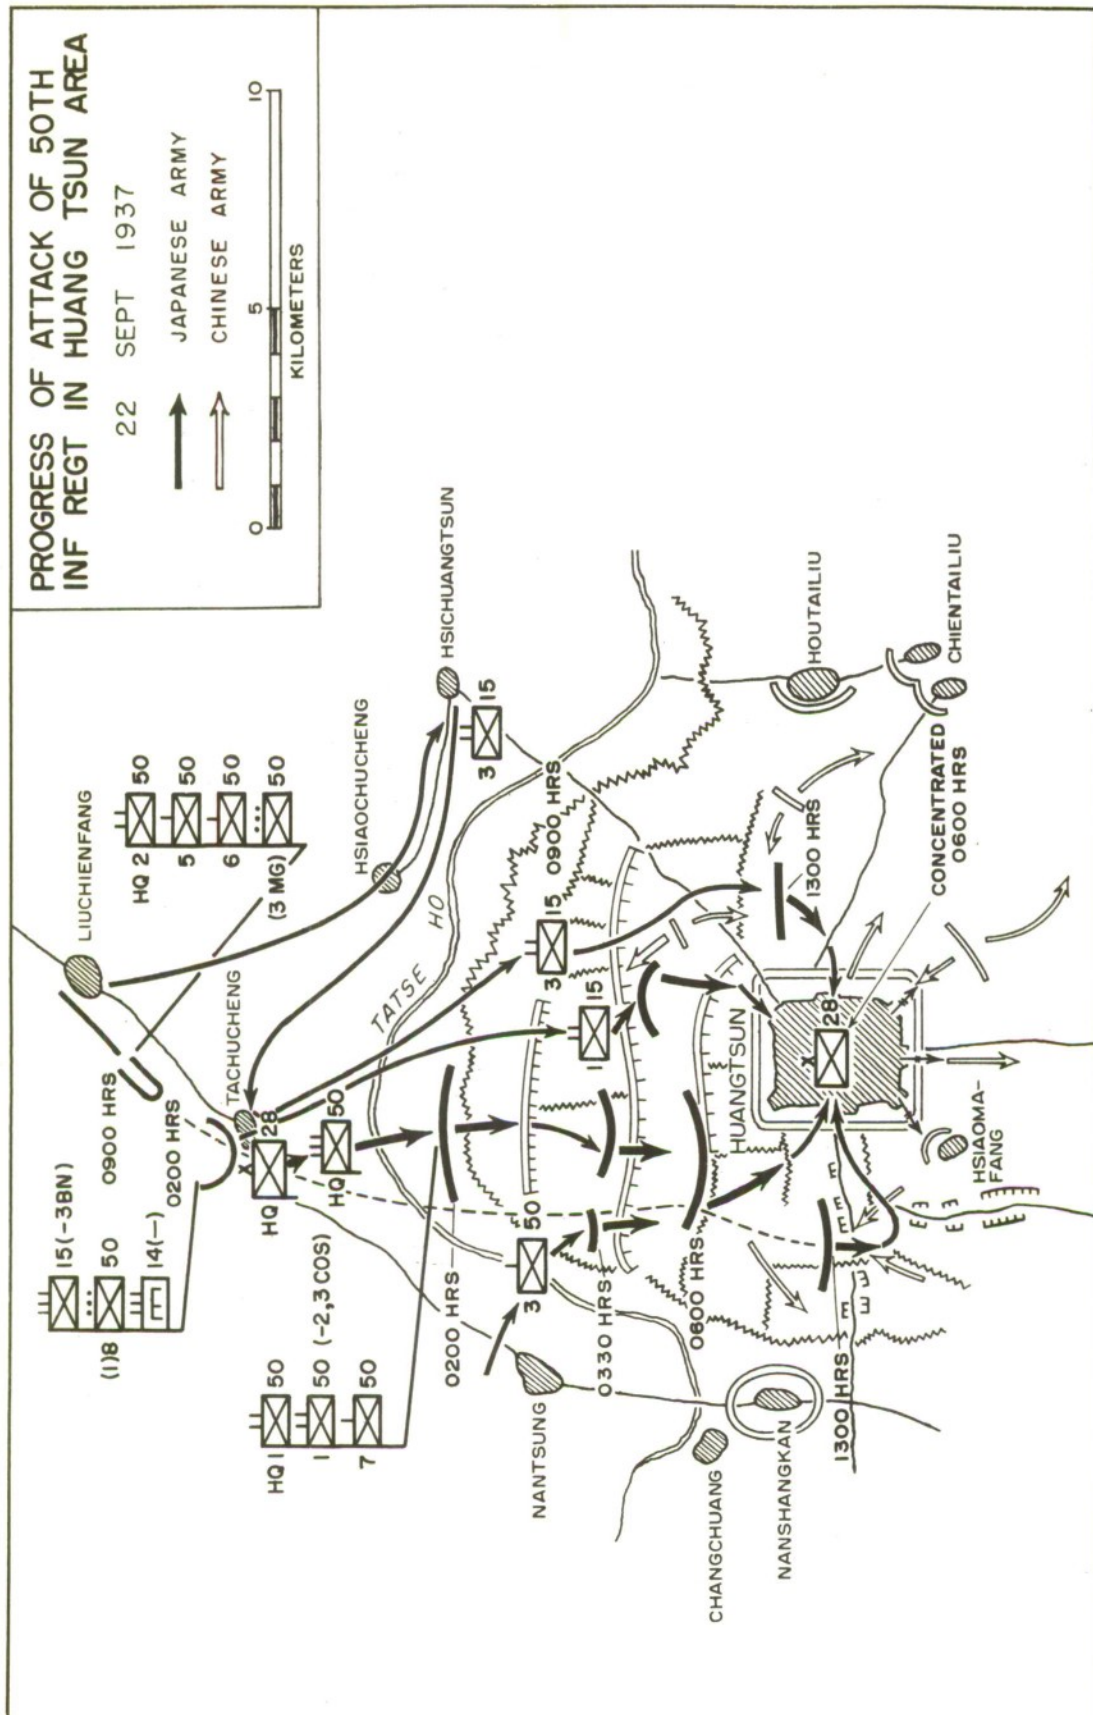 PROGRESS OF ATTACK OF 50TH
INF REGT IN HUANG TSUN AREA
22 SEPT 1937
JAPANESE ARMY
CHINESE ARMY
0 5 10
KILOMETERS
LIUCHIENFANG
HQ 2 50
5 50
6 50
(3 MG) 50
HSIAOCHUCHENG
HSICHUANGTSUN
3 15
15(-3BN)
(1)8 50
14(-)
0900 HRS
0200 HRS
TACHUCHENG
HQ X 28
HQ 50
TATSE HO
HQ 1 50
1 50 (-2,3 COS)
7 50
0200 HRS
3 50
0330 HRS
0600 HRS
1 15
3 15
0900 HRS
NANTSUNG
CHANGCHUANG
NANSHANGKAN
1300 HRS
HUANGTSUN
X 28
1300 HRS
CONCENTRATED
0600 HRS
HOUTAILIU
CHIENTAILIU
HSIAOMA-
FANG